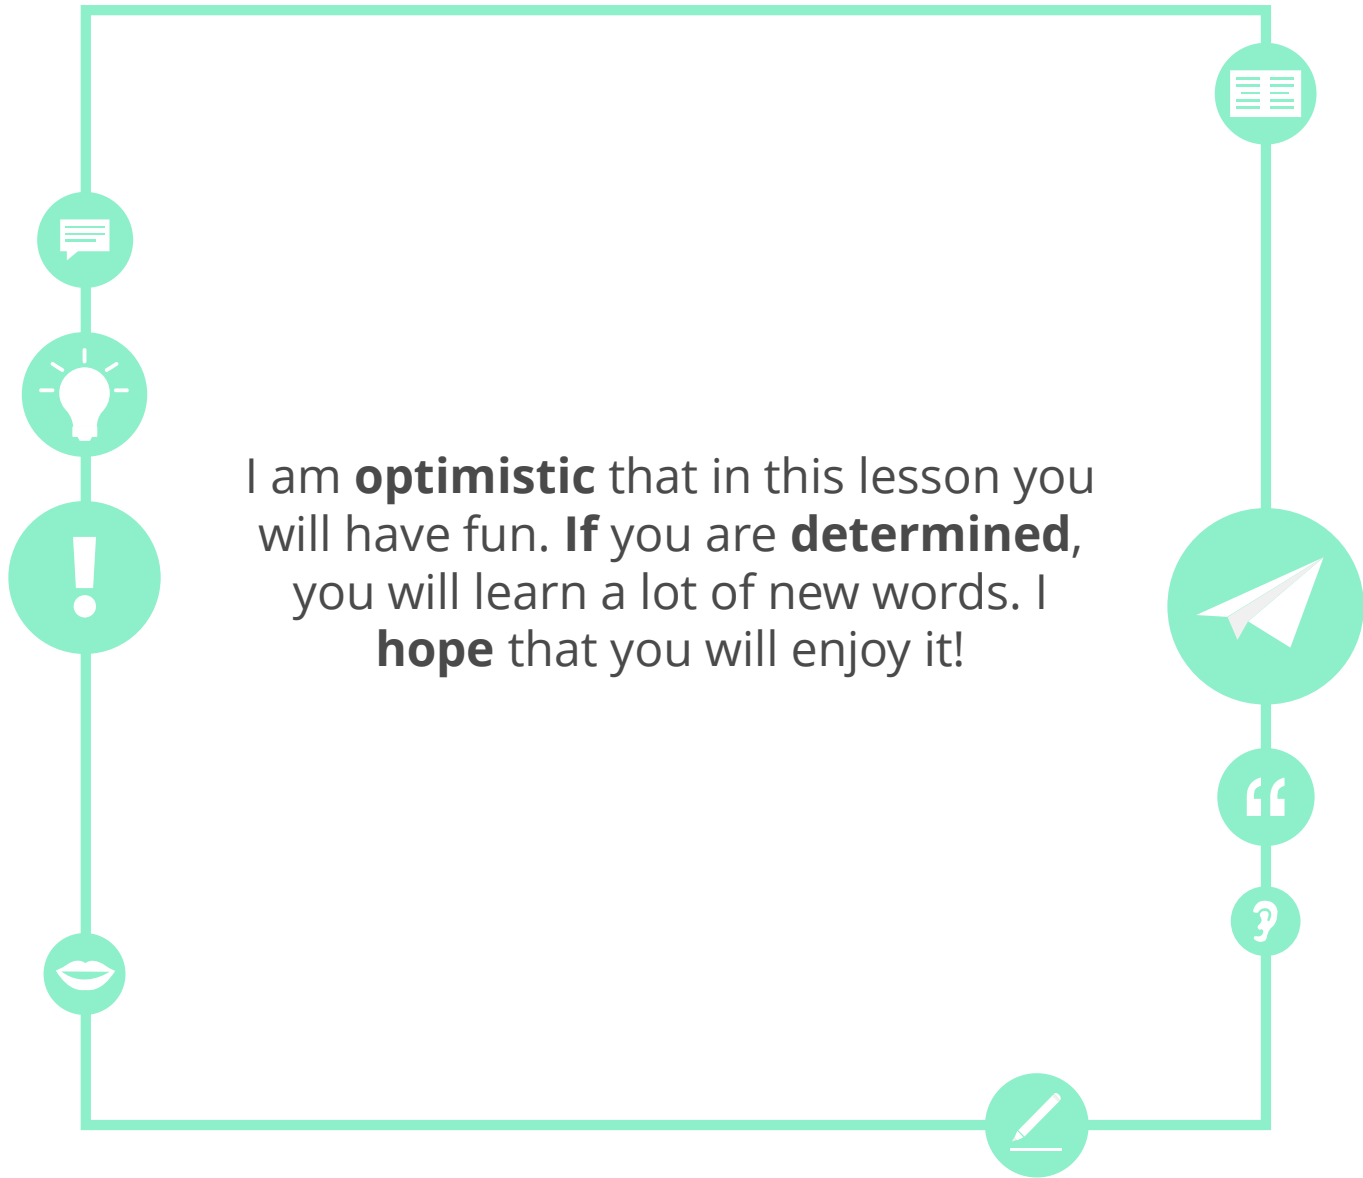 I am optimistic that in this lesson you
will have fun. If you are determined,
you will learn a lot of new words. I
hope that you will enjoy it!